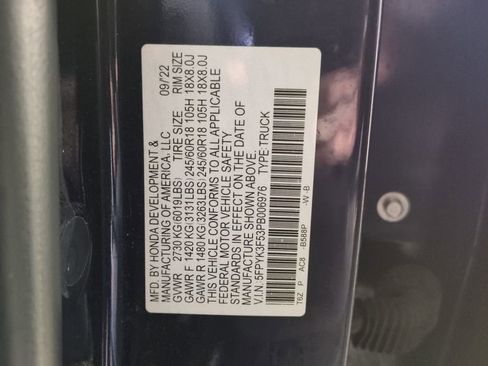 MFD. BY HONDA DEVELOPMENT &
MANUFACTURING OF AMERICA, LLC 09/'22
GVWR 2730 KG(6019LBS) TIRE SIZE RIM SIZE
GAWR F 1420 KG(3131LBS)245/60R18 105H 18X8.0J
GAWR R 1480 KG(3263LBS)245/60R18 105H 18X8.0J
THIS VEHICLE CONFORMS TO ALL APPLICABLE
FEDERAL MOTOR VEHICLE SAFETY
STANDARDS IN EFFECT ON THE DATE OF
MANUFACTURE SHOWN ABOVE.
V.I.N. 5FPYK3F53PB006976 TYPE-TRUCK
T6Z P AC8 -B588P -W -B